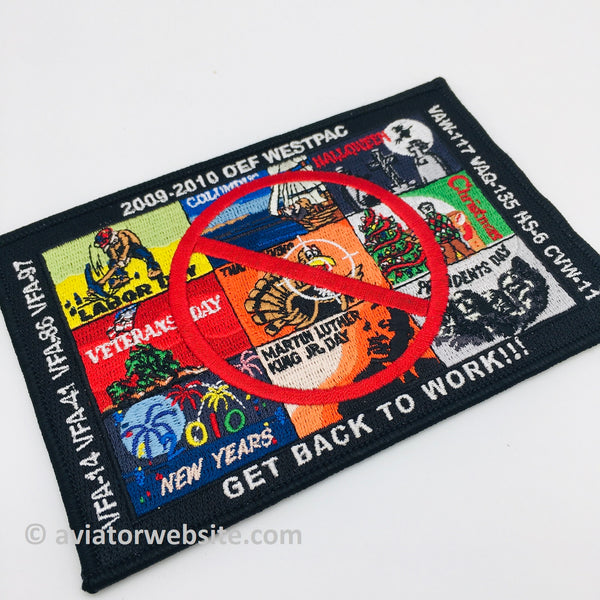 2009-2010 OEF WESTPAC
VAW-117 VAQ-135 HS-6 CVW-11
VFA-14 VFA-41 VFA-86 VFA-97
COLUMBUS
HALLOWEEN
LABOR DAY
Christmas
VETERANS DAY
PRESIDENTS DAY
MARTIN LUTHER
KING JR. DAY
2010
NEW YEARS
GET BACK TO WORK!!!
© aviatorwebsite.com